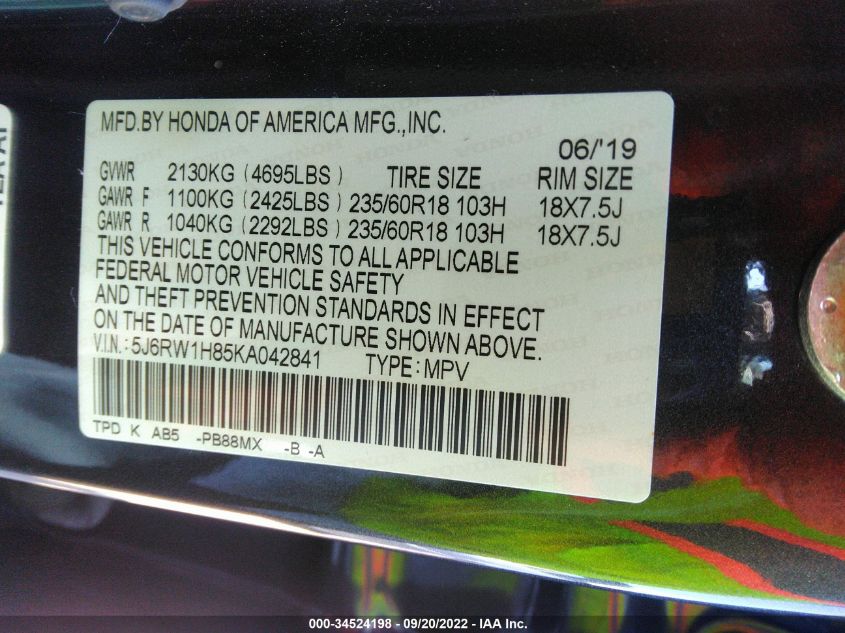 MFD.BY HONDA OF AMERICA MFG.,INC.
06/'19
GVWR 2130KG (4695LBS) TIRE SIZE RIM SIZE
GAWR F 1100KG (2425LBS) 235/60R18 103H 18X7.5J
GAWR R 1040KG (2292LBS) 235/60R18 103H 18X7.5J
THIS VEHICLE CONFORMS TO ALL APPLICABLE
FEDERAL MOTOR VEHICLE SAFETY
AND THEFT PREVENTION STANDARDS IN EFFECT
ON THE DATE OF MANUFACTURE SHOWN ABOVE.
V.I.N.:5J6RW1H85KA042841 TYPE:MPV
TPD K AB5 -PB88MX -B -A
000-34524198 - 09/20/2022 - IAA Inc.